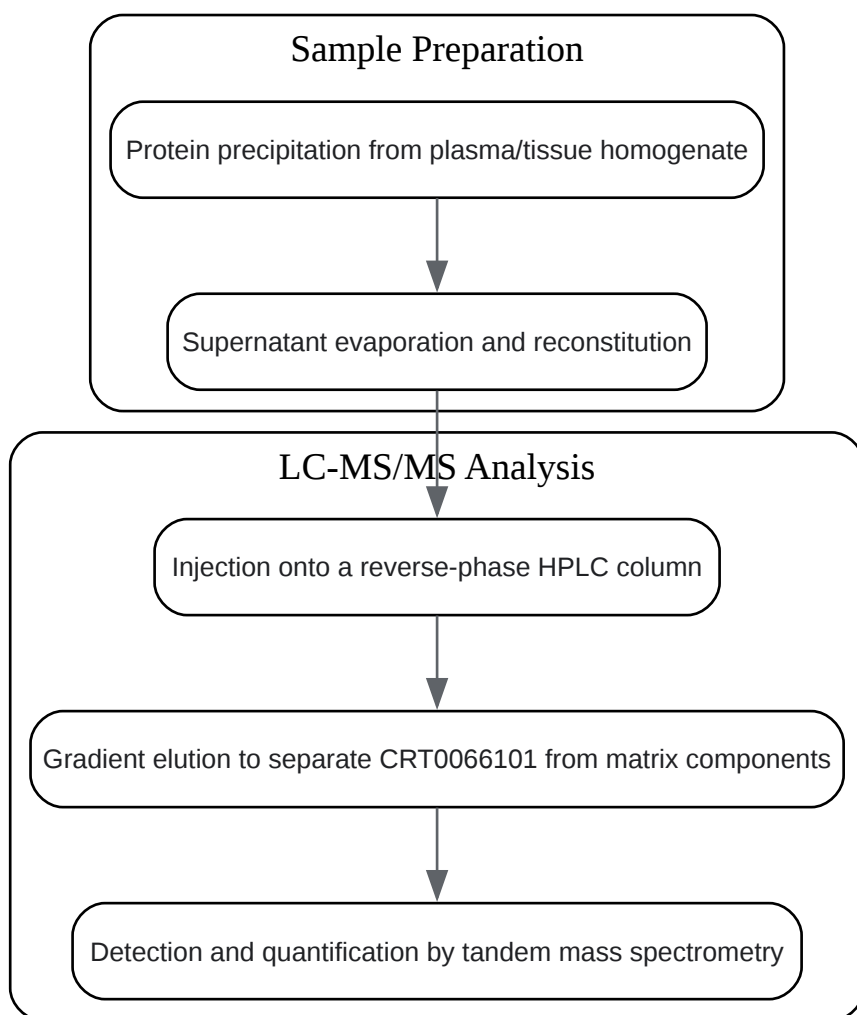 Sample Preparation
Protein precipitation from plasma/tissue homogenate
Supernatant evaporation and reconstitution
LC-MS/MS Analysis
Injection onto a reverse-phase HPLC column
Gradient elution to separate CRT0066101 from matrix components
Detection and quantification by tandem mass spectrometry